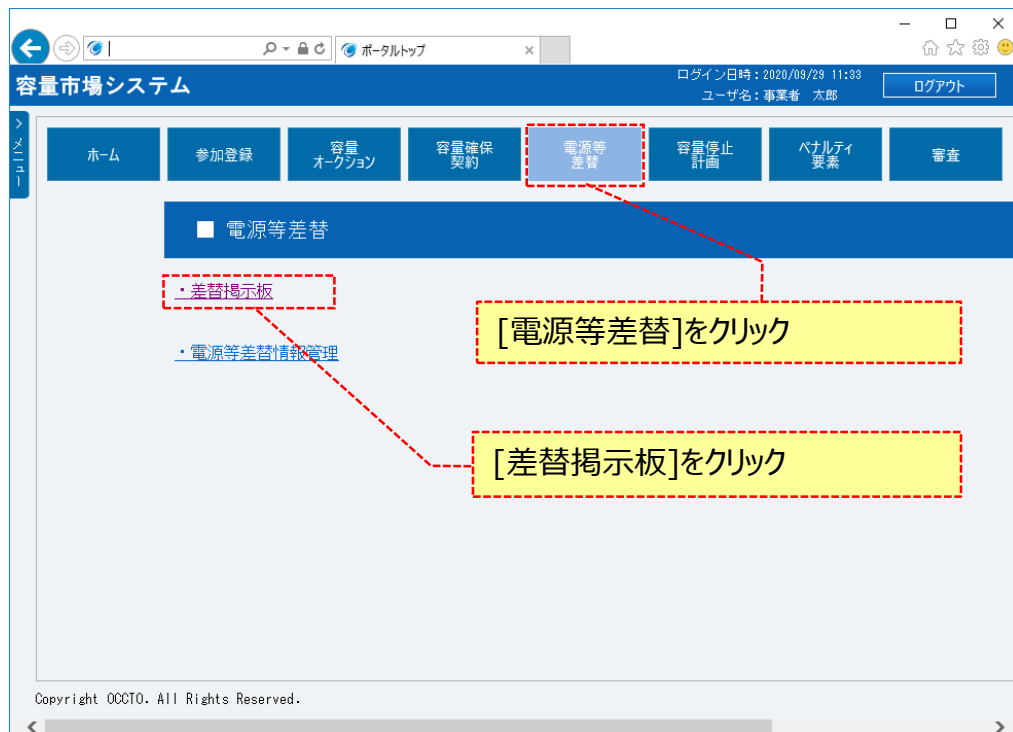 ポータルトップ
容量市場システム
ログイン日時：2020/09/29 11:33
ユーザ名：事業者　太郎
ログアウト
メニュー
ホーム
参加登録
容量
オークション
容量確保
契約
電源等
差替
容量停止
計画
ペナルティ
要素
審査
■ 電源等差替
・差替掲示板
[電源等差替]をクリック
・電源等差替情報管理
[差替掲示板]をクリック
Copyright OCCTO. All Rights Reserved.